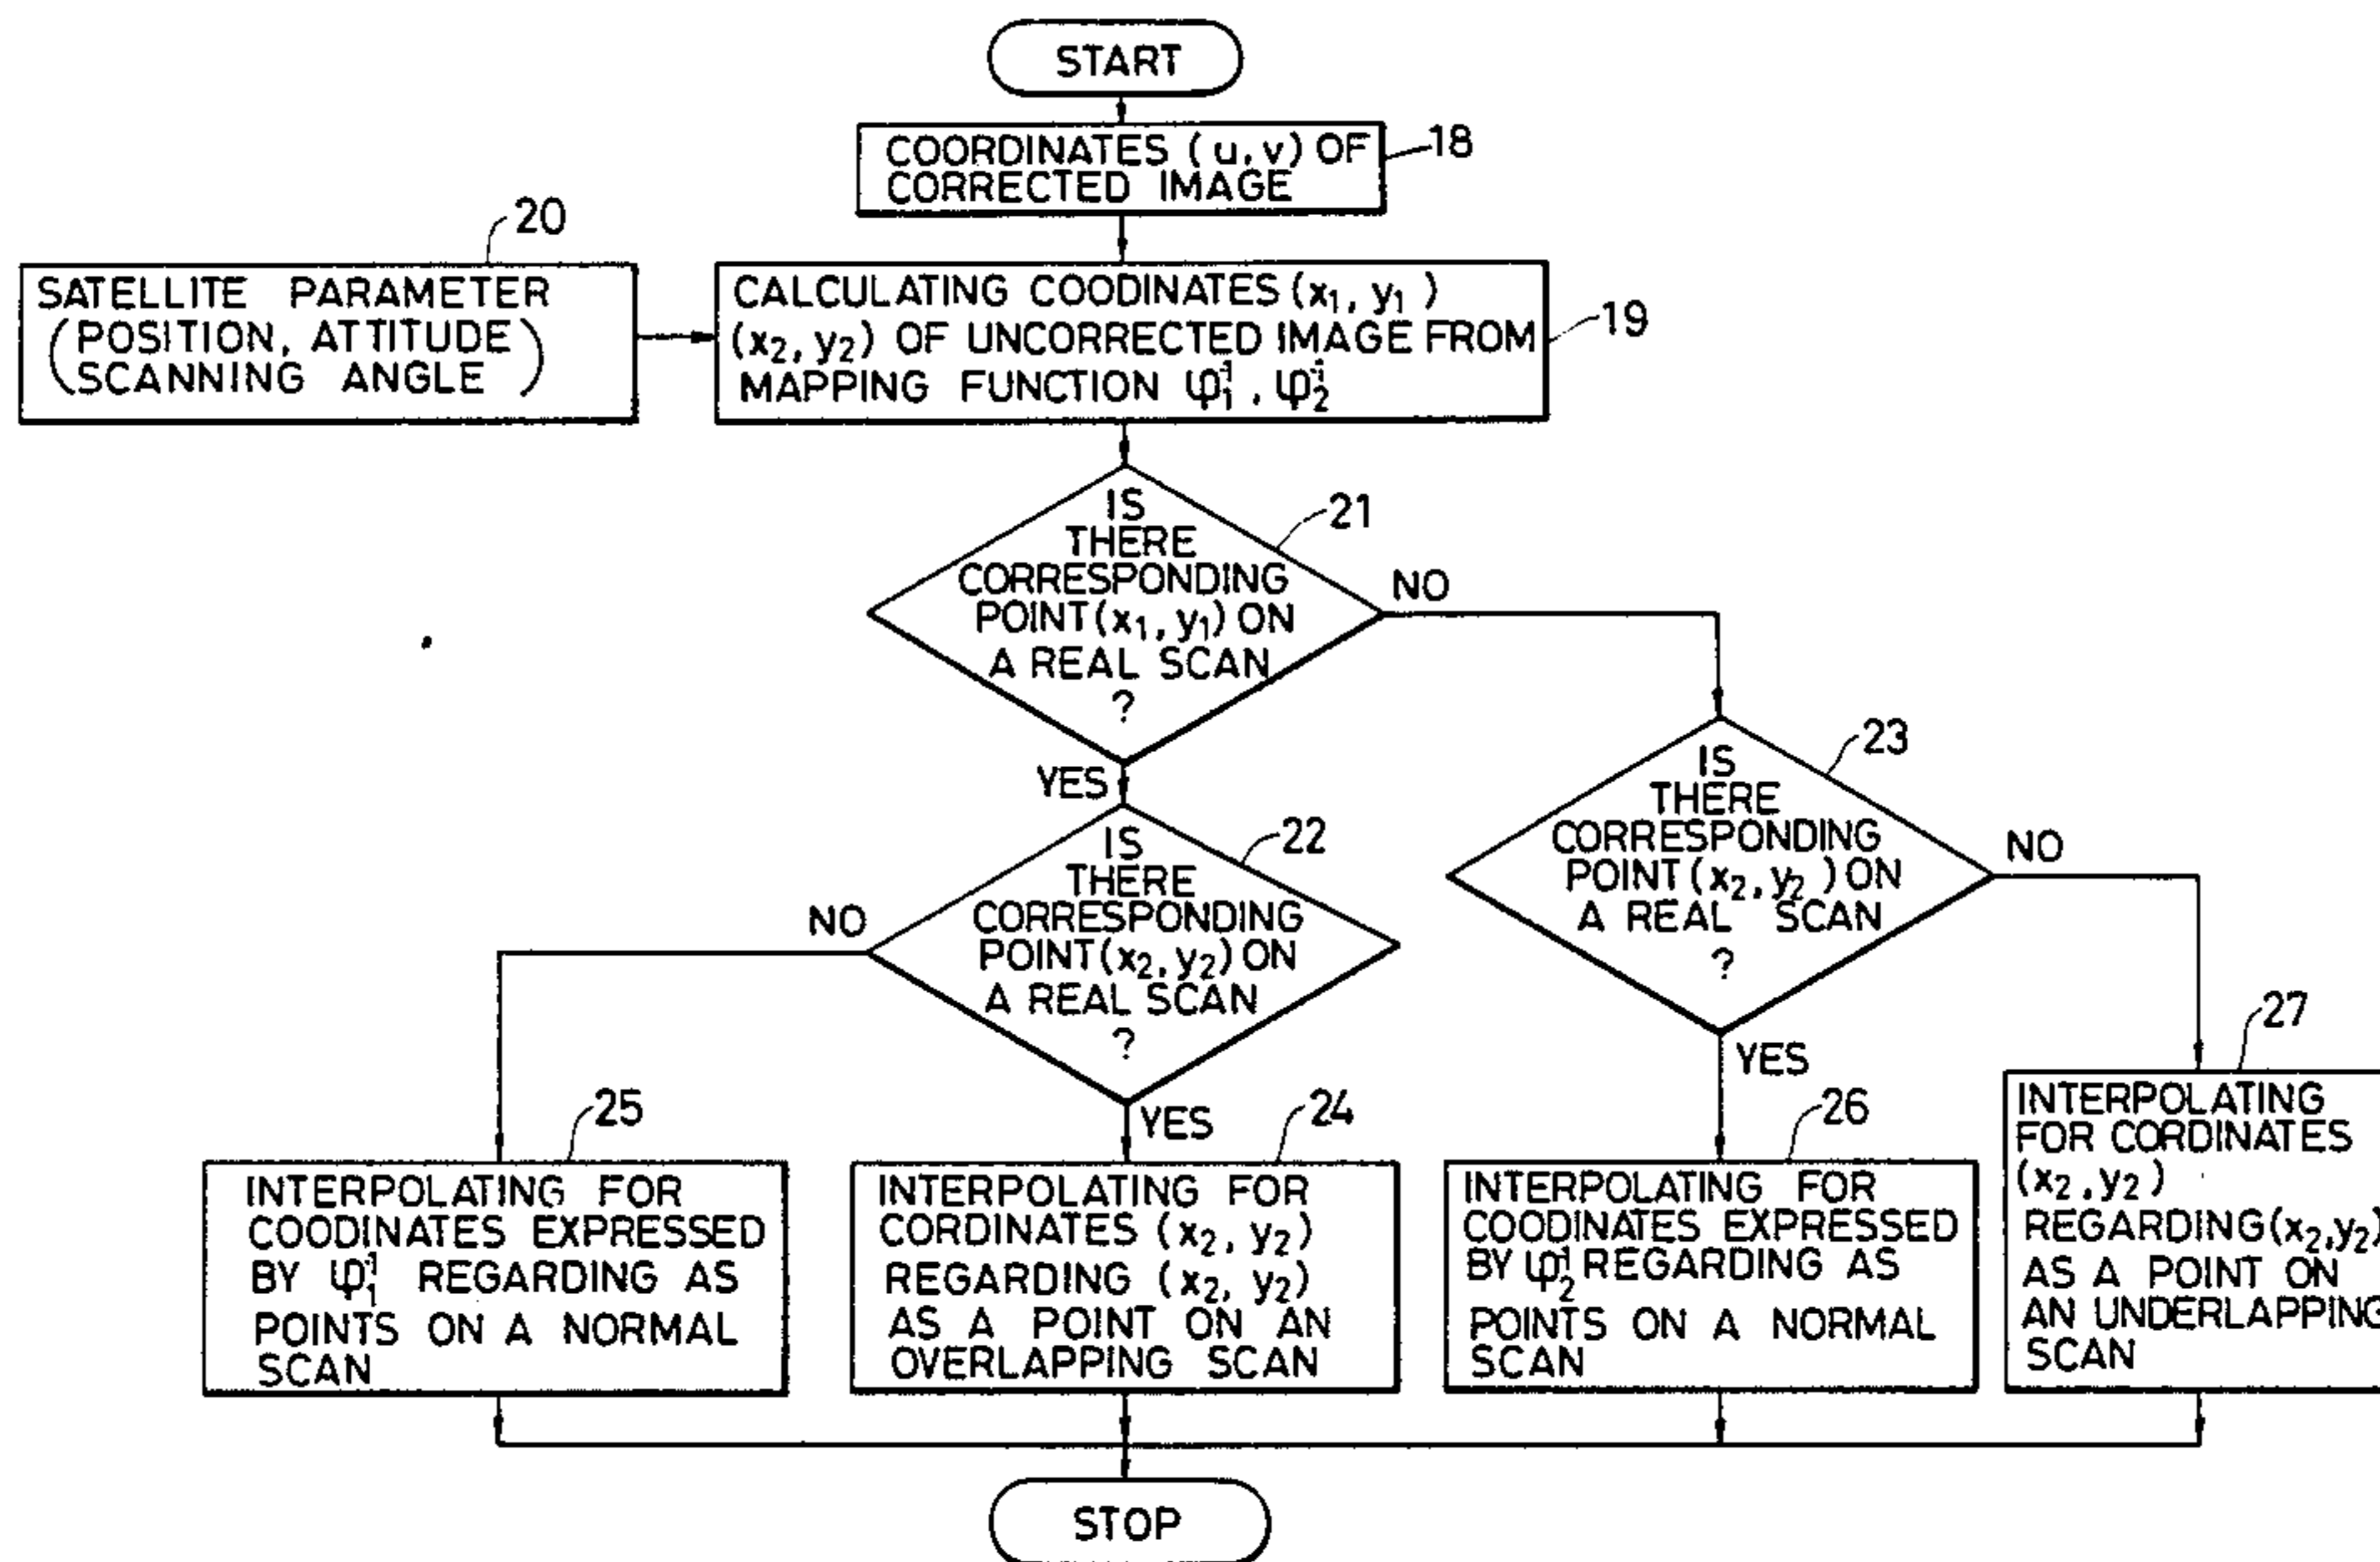 START
COORDINATES (u, v) OF
CORRECTED IMAGE
18
20
SATELLITE PARAMETER
(POSITION, ATTITUDE
SCANNING ANGLE)
CALCULATING COODINATES (x₁, y₁)
(x₂, y₂) OF UNCORRECTED IMAGE FROM
MAPPING FUNCTION φ₁⁻¹, φ₂⁻¹
19
IS
THERE
CORRESPONDING
POINT (x₁, y₁) ON
A REAL SCAN
?
21
NO
YES
IS
THERE
CORRESPONDING
POINT (x₂, y₂) ON
A REAL SCAN
?
22
NO
YES
IS
THERE
CORRESPONDING
POINT (x₂, y₂) ON
A REAL SCAN
?
23
NO
YES
25
INTERPOLATING FOR
COODINATES EXPRESSED
BY φ₁⁻¹ REGARDING AS
POINTS ON A NORMAL
SCAN
24
INTERPOLATING FOR
CORDINATES (x₂, y₂)
REGARDING (x₂, y₂)
AS A POINT ON AN
OVERLAPPING SCAN
26
INTERPOLATING FOR
COODINATES EXPRESSED
BY φ₂⁻¹ REGARDING AS
POINTS ON A NORMAL
SCAN
27
INTERPOLATING
FOR CORDINATES
(x₂, y₂)
REGARDING (x₂, y₂)
AS A POINT ON
AN UNDERLAPPING
SCAN
STOP